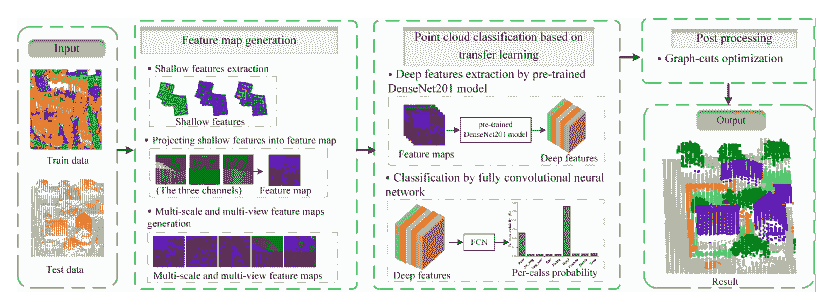 Input
Train data
Test data
Feature map generation
• Shallow features extraction
Shallow features
• Projecting shallow features into feature map
(The three channels)
Feature map
• Multi-scale and multi-view feature maps
generation
Multi-scale and multi-view feature maps
Point cloud classification based on
transfer learning
• Deep features extraction by pre-trained
DenseNet201 model
Feature maps
pre-trained
DenseNet201 model
Deep features
• Classification by fully convolutional neural
network
Deep features
FCN
Per-calss probability
Post processing
• Graph-cuts optimization
Output
Result